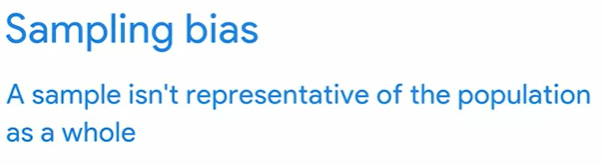 Sampling bias
A sample isn't representative of the population
as a whole